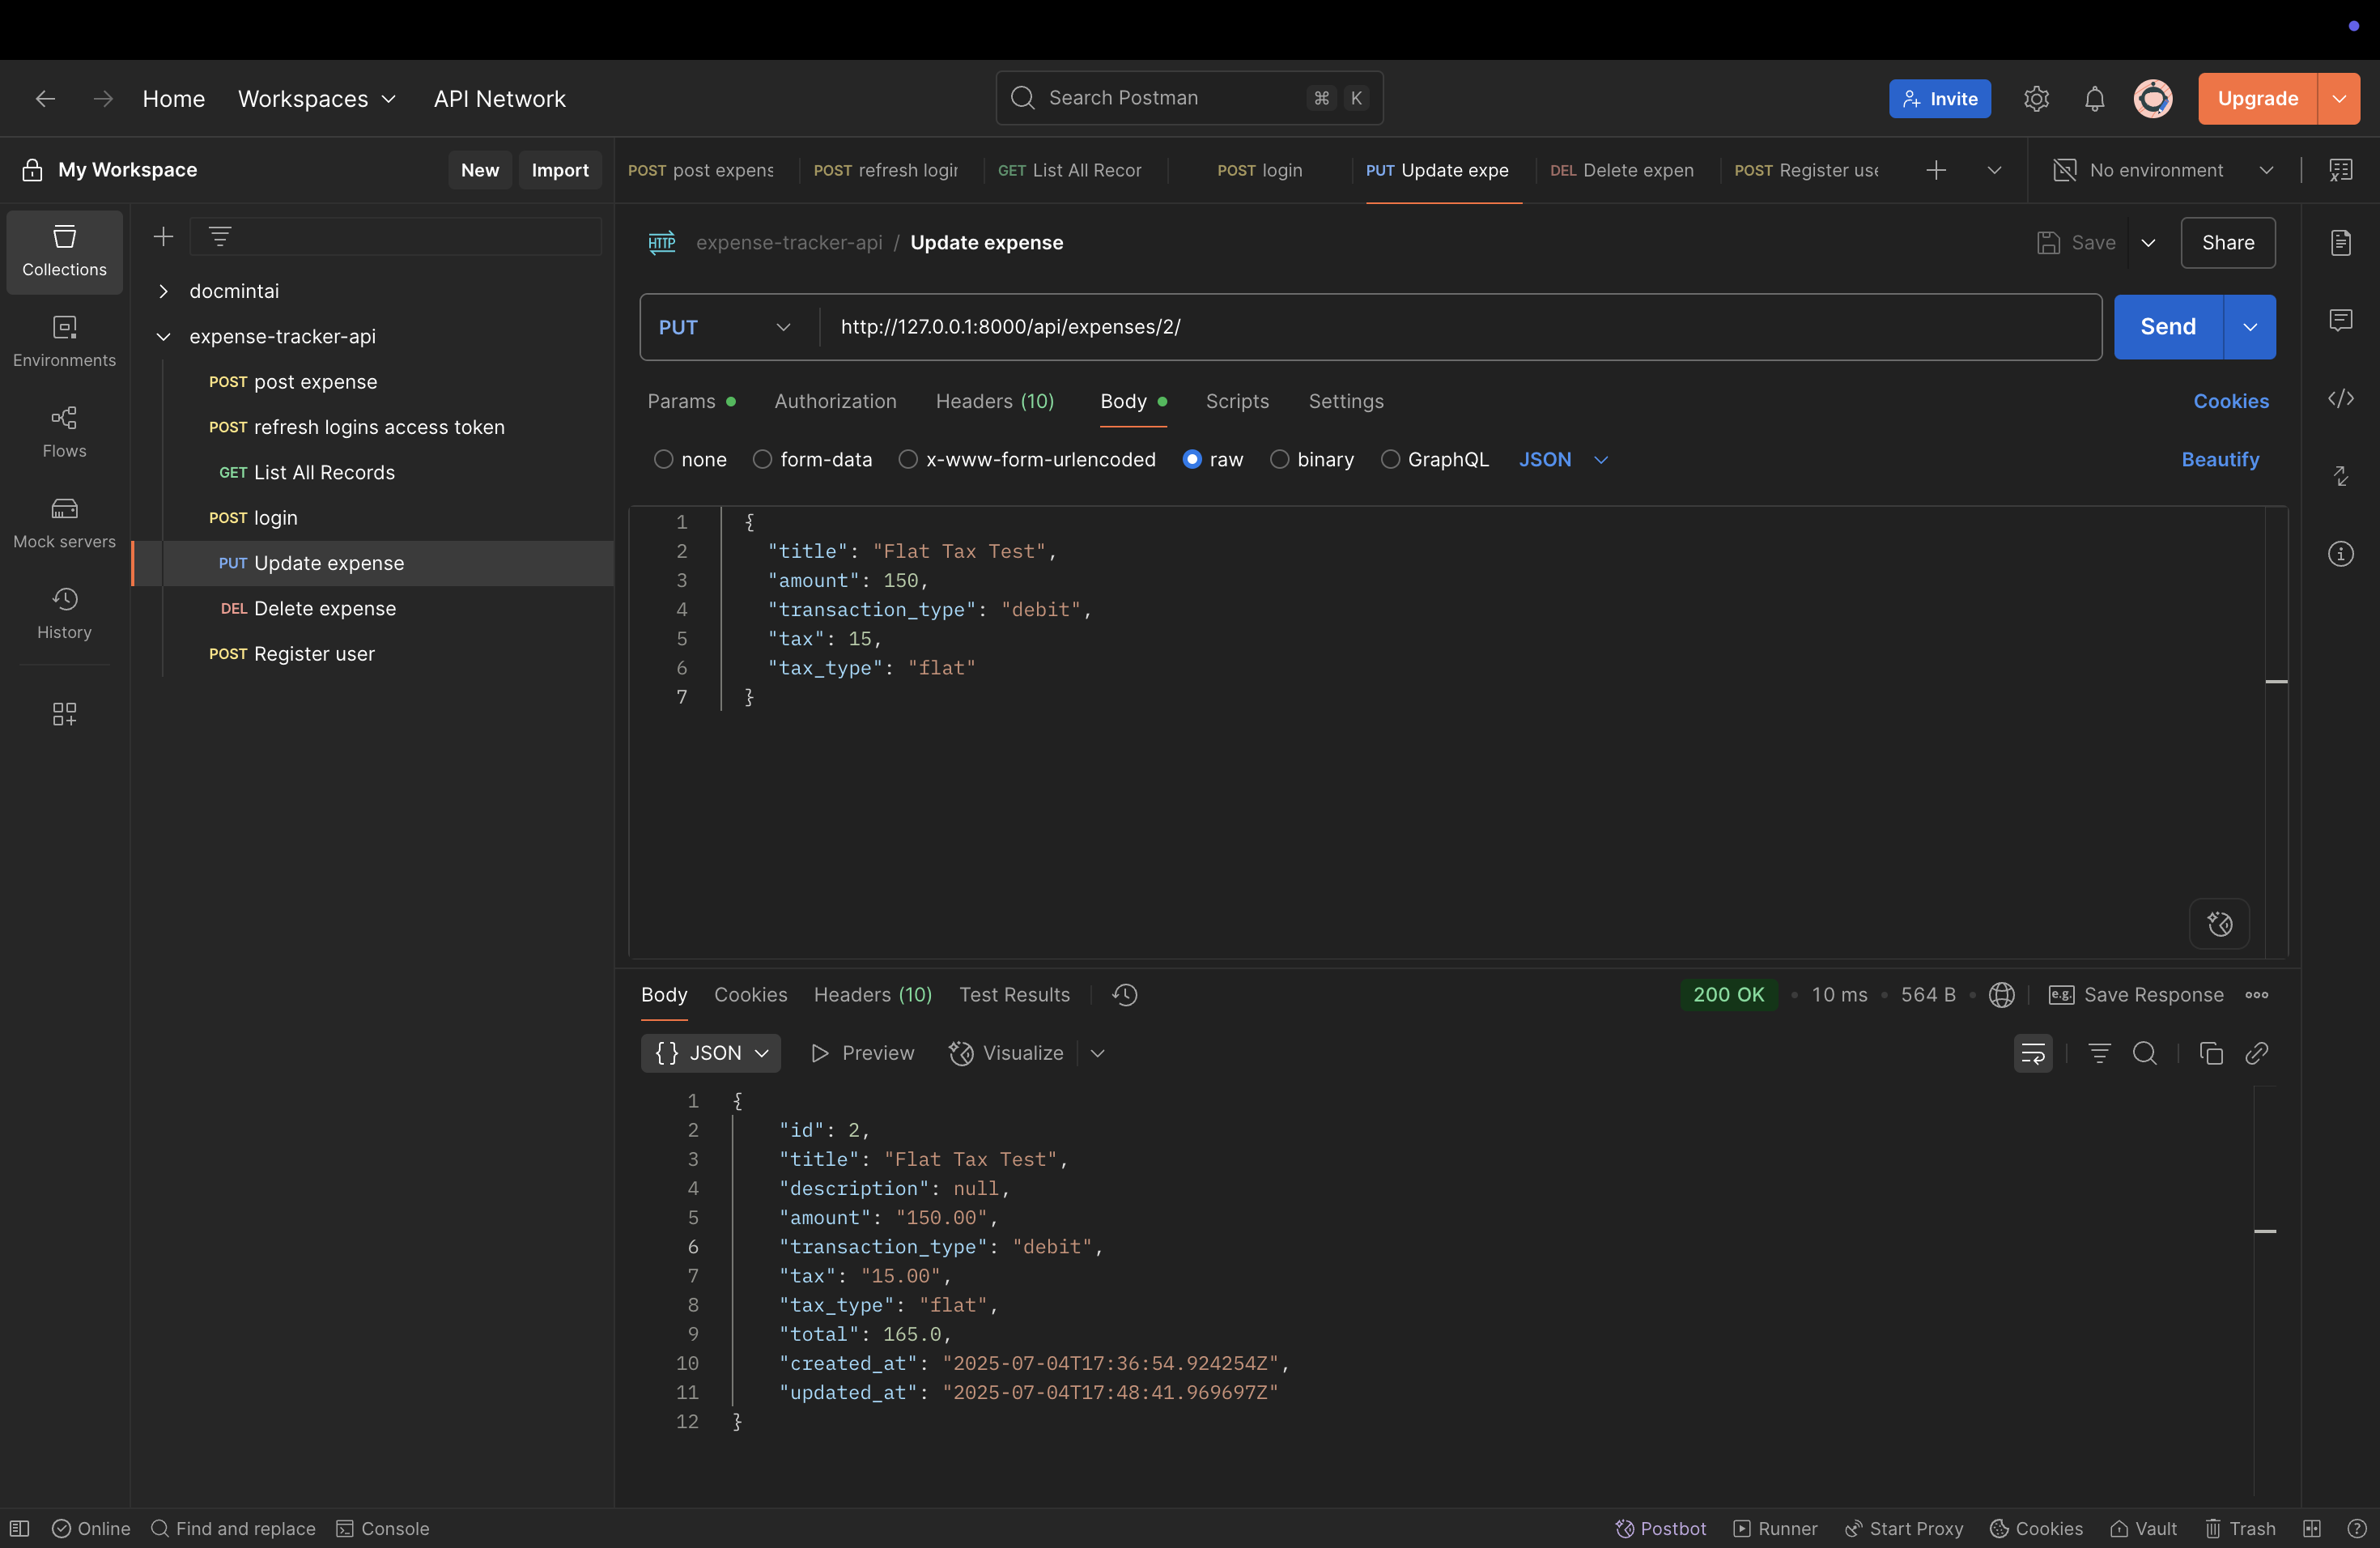 Home Workspaces API Network Search Postman ⌘ K Invite Upgrade
My Workspace New Import POST post expens POST refresh login GET List All Recor POST login PUT Update expe DEL Delete expen POST Register use No environment
Collections
Environments
Flows
Mock servers
History
docmintai
expense-tracker-api
POST post expense
POST refresh logins access token
GET List All Records
POST login
PUT Update expense
DEL Delete expense
POST Register user
HTTP expense-tracker-api / Update expense Save Share
PUT http://127.0.0.1:8000/api/expenses/2/ Send
Params Authorization Headers (10) Body Scripts Settings Cookies
none form-data x-www-form-urlencoded raw binary GraphQL JSON Beautify
1 {
2 "title": "Flat Tax Test",
3 "amount": 150,
4 "transaction_type": "debit",
5 "tax": 15,
6 "tax_type": "flat"
7 }
Body Cookies Headers (10) Test Results 200 OK • 10 ms • 564 B • e.g. Save Response
{} JSON Preview Visualize
1 {
2 "id": 2,
3 "title": "Flat Tax Test",
4 "description": null,
5 "amount": "150.00",
6 "transaction_type": "debit",
7 "tax": "15.00",
8 "tax_type": "flat",
9 "total": 165.0,
10 "created_at": "2025-07-04T17:36:54.924254Z",
11 "updated_at": "2025-07-04T17:48:41.969697Z"
12 }
Online Find and replace Console Postbot Runner Start Proxy Cookies Vault Trash